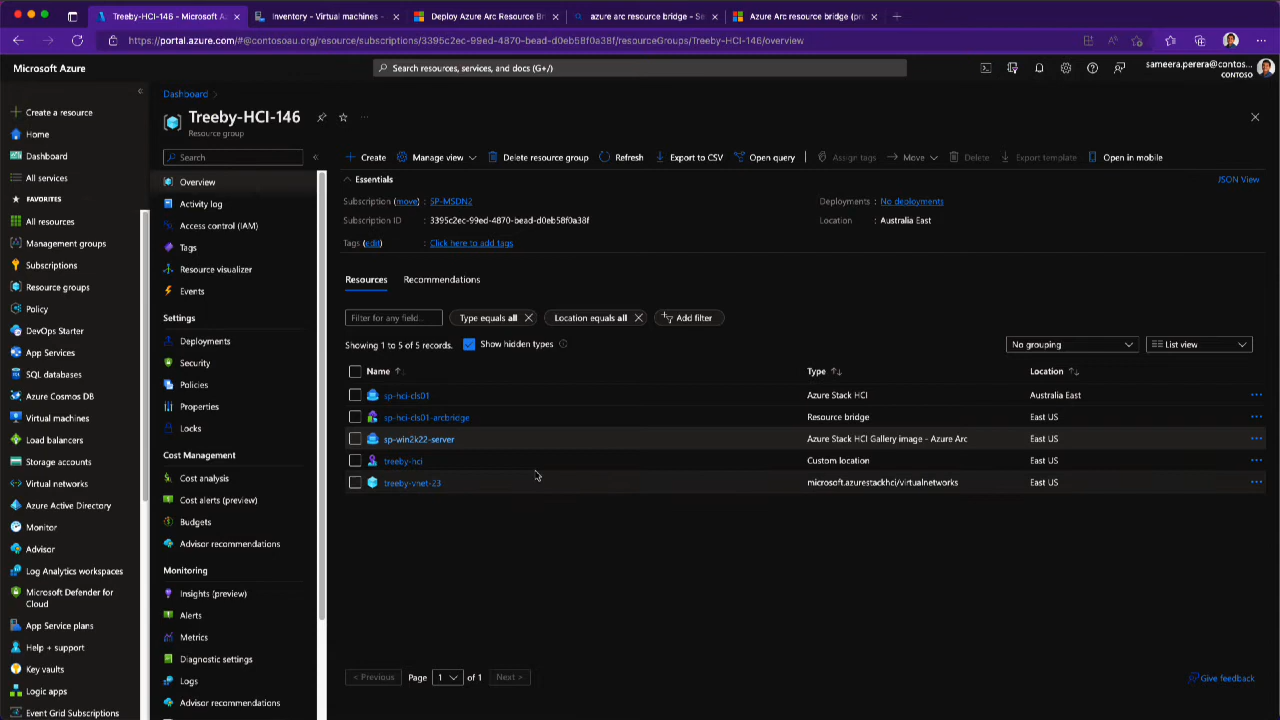 Treeby-HCI-146 - Microsoft A
Inventory - Virtual machines -
Deploy Azure Arc Resource Br
azure arc resource bridge - Se
Azure Arc resource bridge (pr
https://portal.azure.com/#@contosoau.org/resource/subscriptions/3395c2ec-99ed-4870-bead-d0eb58f0a38f/resourceGroups/Treeby-HCI-146/overview
Microsoft Azure
Search resources, services, and docs (G+/)
sameera.perera@contos...
CONTOSO
Create a resource
Home
Dashboard
All services
FAVORITES
All resources
Management groups
Subscriptions
Resource groups
Policy
DevOps Starter
App Services
SQL databases
Azure Cosmos DB
Virtual machines
Load balancers
Storage accounts
Virtual networks
Azure Active Directory
Monitor
Advisor
Log Analytics workspaces
Microsoft Defender for
Cloud
App Service plans
Help + support
Key vaults
Logic apps
Event Grid Subscriptions
Dashboard >
Treeby-HCI-146
Resource group
Search
Overview
Activity log
Access control (IAM)
Tags
Resource visualizer
Events
Settings
Deployments
Security
Policies
Properties
Locks
Cost Management
Cost analysis
Cost alerts (preview)
Budgets
Advisor recommendations
Monitoring
Insights (preview)
Alerts
Metrics
Diagnostic settings
Logs
Advisor recommendations
Create
Manage view
Delete resource group
Refresh
Export to CSV
Open query
Assign tags
Move
Delete
Export template
Open in mobile
Essentials
JSON View
Subscription (move) : SP-MSDN2
Deployments : No deployments
Subscription ID : 3395c2ec-99ed-4870-bead-d0eb58f0a38f
Location : Australia East
Tags (edit) : Click here to add tags
Resources Recommendations
Filter for any field...
Type equals all
Location equals all
Add filter
Showing 1 to 5 of 5 records.
Show hidden types
No grouping
List view
Name Type Location
sp-hci-cls01 Azure Stack HCI Australia East
sp-hci-cls01-arcbridge Resource bridge East US
sp-win2k22-server Azure Stack HCI Gallery image - Azure Arc East US
treeby-hci Custom location East US
treeby-vnet-23 microsoft.azurestackhci/virtualnetworks East US
< Previous Page 1 of 1 Next >
Give feedback